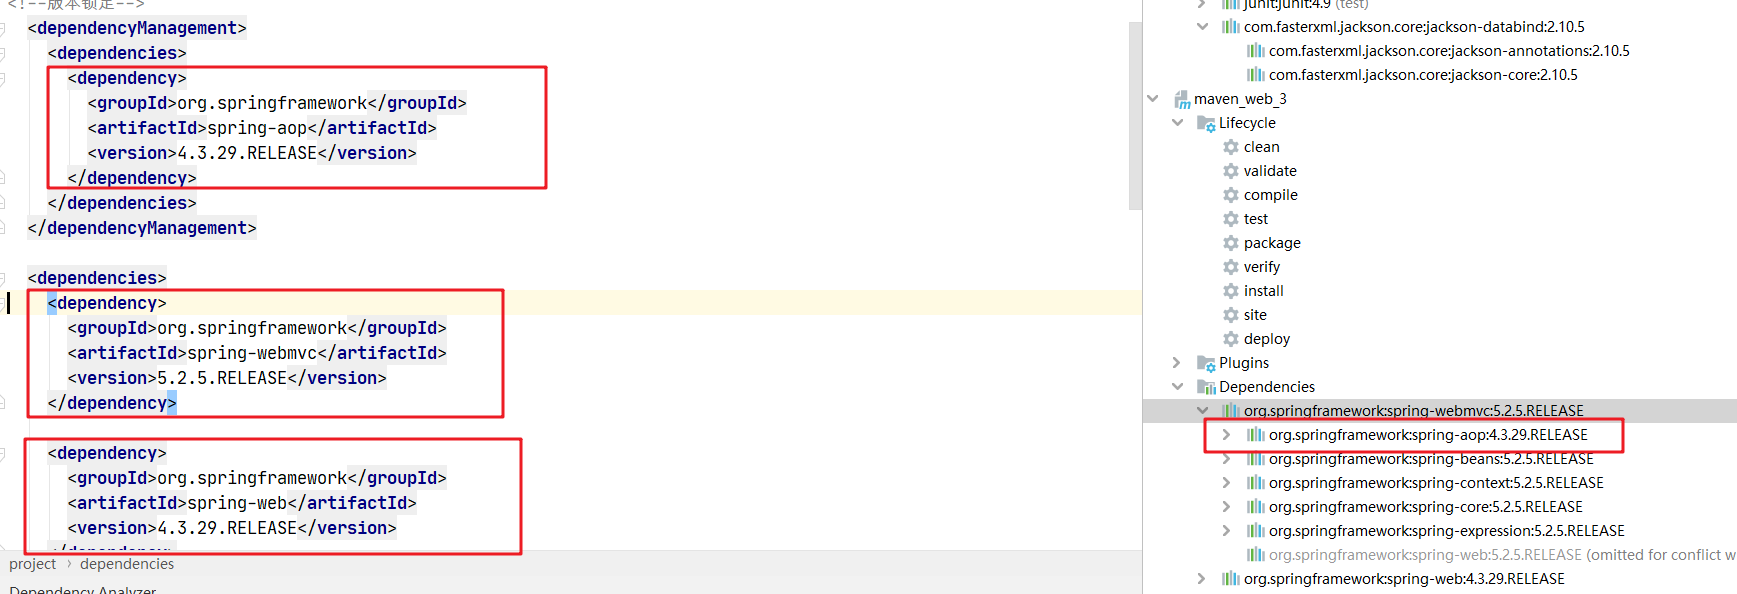 <!--版本锁定-->
<dependencyManagement>
<dependencies>
<dependency>
<groupId>org.springframework</groupId>
<artifactId>spring-aop</artifactId>
<version>4.3.29.RELEASE</version>
</dependency>
</dependencies>
</dependencyManagement>
<dependencies>
<dependency>
<groupId>org.springframework</groupId>
<artifactId>spring-webmvc</artifactId>
<version>5.2.5.RELEASE</version>
</dependency>
<dependency>
<groupId>org.springframework</groupId>
<artifactId>spring-web</artifactId>
<version>4.3.29.RELEASE</version>
</dependency>
project › dependencies
Dependency Analyzer
junit:junit:4.9 (test)
com.fasterxml.jackson.core:jackson-databind:2.10.5
com.fasterxml.jackson.core:jackson-annotations:2.10.5
com.fasterxml.jackson.core:jackson-core:2.10.5
maven_web_3
Lifecycle
clean
validate
compile
test
package
verify
install
site
deploy
Plugins
Dependencies
org.springframework:spring-webmvc:5.2.5.RELEASE
org.springframework:spring-aop:4.3.29.RELEASE
org.springframework:spring-beans:5.2.5.RELEASE
org.springframework:spring-context:5.2.5.RELEASE
org.springframework:spring-core:5.2.5.RELEASE
org.springframework:spring-expression:5.2.5.RELEASE
org.springframework:spring-web:5.2.5.RELEASE (omitted for conflict w
org.springframework:spring-web:4.3.29.RELEASE